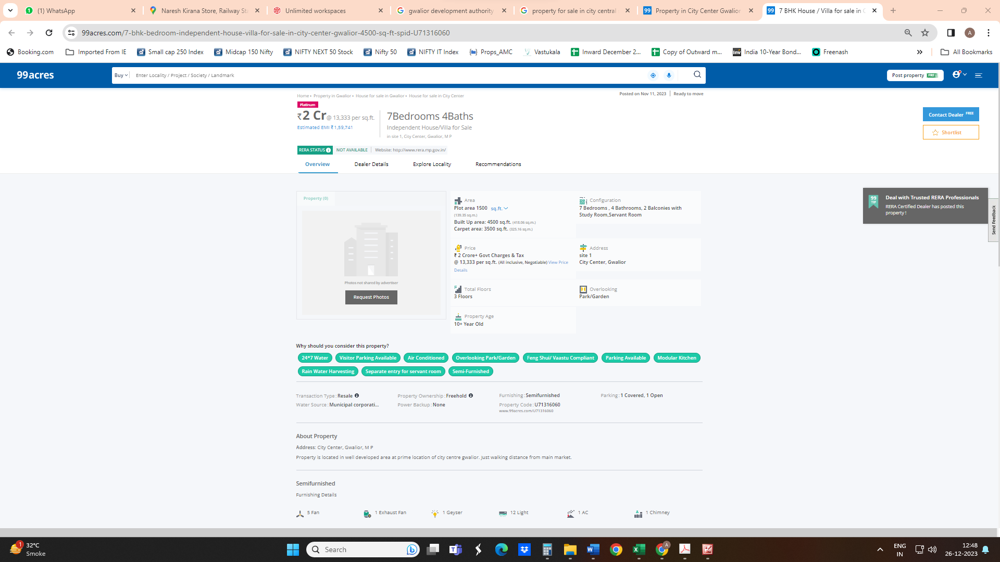 (1) WhatsApp
Naresh Kirana Store, Railway Sta
Unlimited workspaces
gwalior development authority
property for sale in city central
Property in City Center Gwalior
7 BHK House / Villa for sale in C
99acres.com/7-bhk-bedroom-independent-house-villa-for-sale-in-city-center-gwalior-4500-sq-ft-spid-U71316060
A
Booking.com
Imported From IE
Small cap 250 Index
Midcap 150 Nifty
NIFTY NEXT 50 Stock
Nifty 50
NIFTY IT Index
Props_AMC
Vastukala
Inward December 2...
Copy of Outward m...
India 10-Year Bond...
Freenash
All Bookmarks
99acres
Buy
Enter Locality / Project / Society / Landmark
Post property FREE
Home › Property in Gwalior › House for sale in Gwalior › House for sale in City Center
Posted on Nov 11, 2023 | Ready to move
Platinum
₹2 Cr @ 13,333 per sq.ft.
Estimated EMI ₹ 1,59,741
7Bedrooms 4Baths
Independent House/Villa for Sale
in site 1, City Center, Gwalior, M P
Contact Dealer FREE
Shortlist
RERA STATUS NOT AVAILABLE | Website: http://www.rera.mp.gov.in/
Overview
Dealer Details
Explore Locality
Recommendations
Property (0)
Photos not shared by advertiser
Request Photos
Area
Plot area 1500 sq.ft.
(139.35 sq.m.)
Built Up area: 4500 sq.ft. (418.06 sq.m.)
Carpet area: 3500 sq.ft. (325.16 sq.m.)
Configuration
7 Bedrooms , 4 Bathrooms, 2 Balconies with
Study Room,Servant Room
Price
₹ 2 Crore+ Govt Charges & Tax
@ 13,333 per sq.ft. (All inclusive, Negotiable) View Price
Details
Address
site 1
City Center, Gwalior
Total Floors
3 Floors
Overlooking
Park/Garden
Property Age
10+ Year Old
99
TIP
Deal with Trusted RERA Professionals
RERA Certified Dealer has posted this
property !
Send Feedback
Why should you consider this property?
24*7 Water
Visitor Parking Available
Air Conditioned
Overlooking Park/Garden
Feng Shui/ Vaastu Compliant
Parking Available
Modular Kitchen
Rain Water Harvesting
Separate entry for servant room
Semi-Furnished
Transaction Type : Resale
Property Ownership : Freehold
Furnishing : Semifurnished
Parking : 1 Covered, 1 Open
Water Source : Municipal corporati...
Power Backup : None
Property Code : U71316060
www.99acres.com/U71316060
About Property
Address: City Center, Gwalior, M P
Property is located in well developed area at prime location of city centre gwalior. just walking distance from main market.
Semifurnished
Furnishing Details
5 Fan
1 Exhaust Fan
1 Geyser
12 Light
1 AC
1 Chimney
1
32°C
Smoke
Search
ENG
IN
12:48
26-12-2023